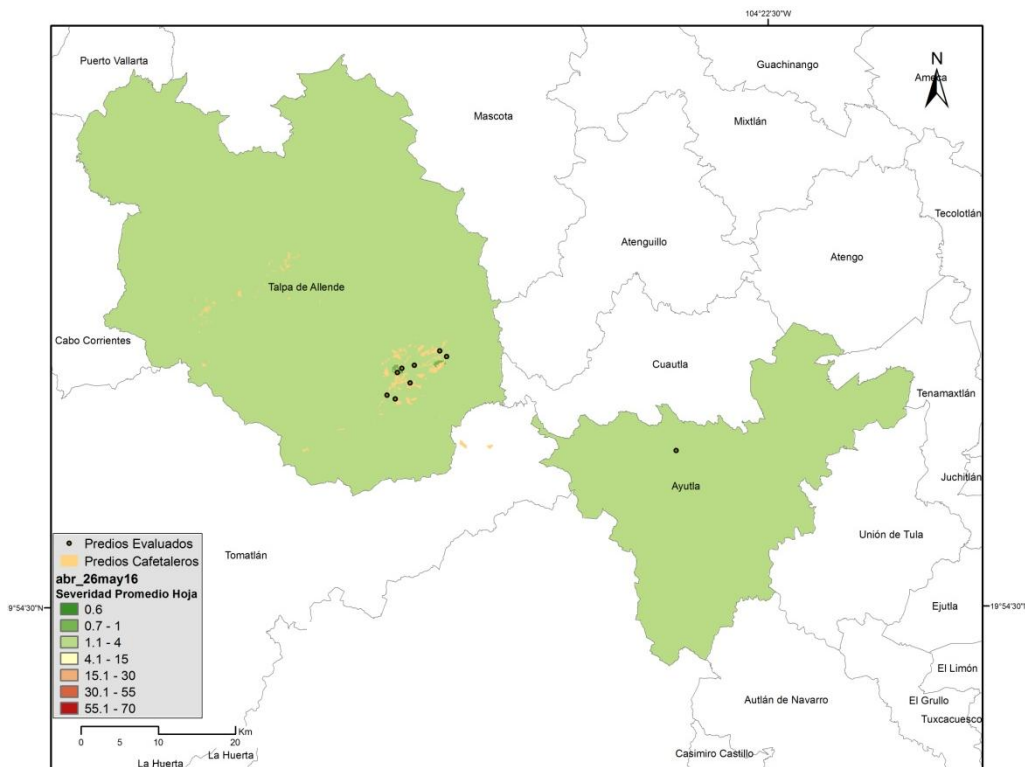 104°22'30"W
Puerto Vallarta
Guachinango
N
Ameca
Mascota
Mixtlán
Tecolotlán
Atenguillo
Atengo
Talpa de Allende
Cabo Corrientes
Cuautla
Tenamaxtlán
Juchitlán
Ayutla
Unión de Tula
Predios Evaluados
Predios Cafetaleros
Tomatlán
abr_26may16
Severidad Promedio Hoja
0.6
0.7 - 1
1.1 - 4
4.1 - 15
15.1 - 30
30.1 - 55
55.1 - 70
9°54'30"N
19°54'30"N
Ejutla
El Limón
Autlán de Navarro
El Grullo
Tuxcacuesco
Km
0 5 10 20
La Huerta
La Huerta
Casimiro Castillo